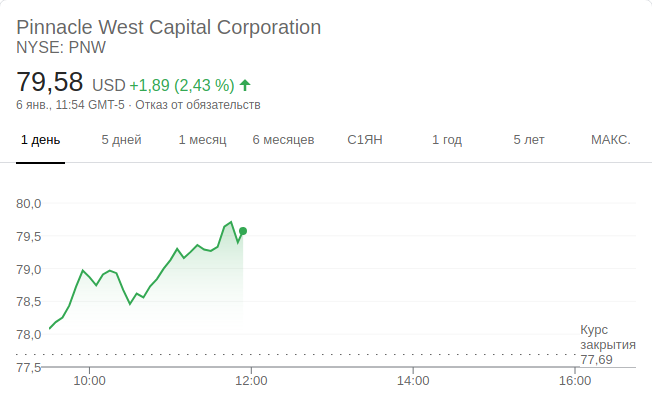 Pinnacle West Capital Corporation
NYSE: PNW
79,58 USD +1,89 (2,43 %)
6 янв., 11:54 GMT-5 · Отказ от обязательств
1 день 5 дней 1 месяц 6 месяцев С1ЯН 1 год 5 лет МАКС.
80,0
79,5
79,0
78,5
78,0
77,5
Курс
закрытия
77,69
10:00 12:00 14:00 16:00